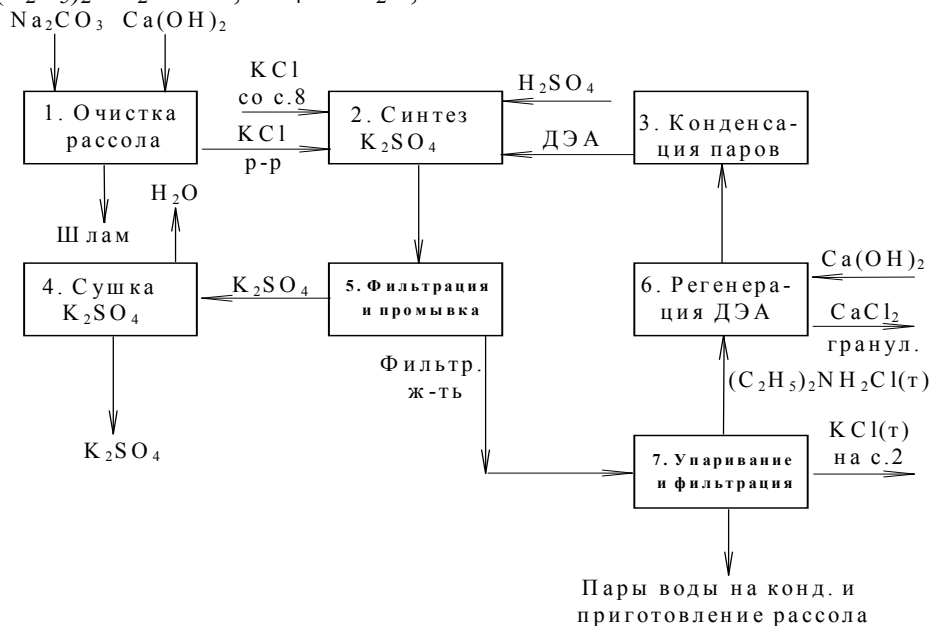 Na₂CO₃ Ca(OH)₂
KCl
со с.8
H₂SO₄
1. Очистка
рассола
2. Синтез
K₂SO₄
3. Конденса-
ция паров
KCl
р-р
ДЭА
H₂O
Шлам
4. Сушка
K₂SO₄
K₂SO₄
5. Фильтрация
и промывка
6. Регенера-
ция ДЭА
Ca(OH)₂
CaCl₂
гранул.
Фильтр.
ж-ть
(C₂H₅)₂NH₂Cl(т)
K₂SO₄
7. Упаривание
и фильтрация
KCl(т)
на с.2
Пары воды на конд. и
приготовление рассола